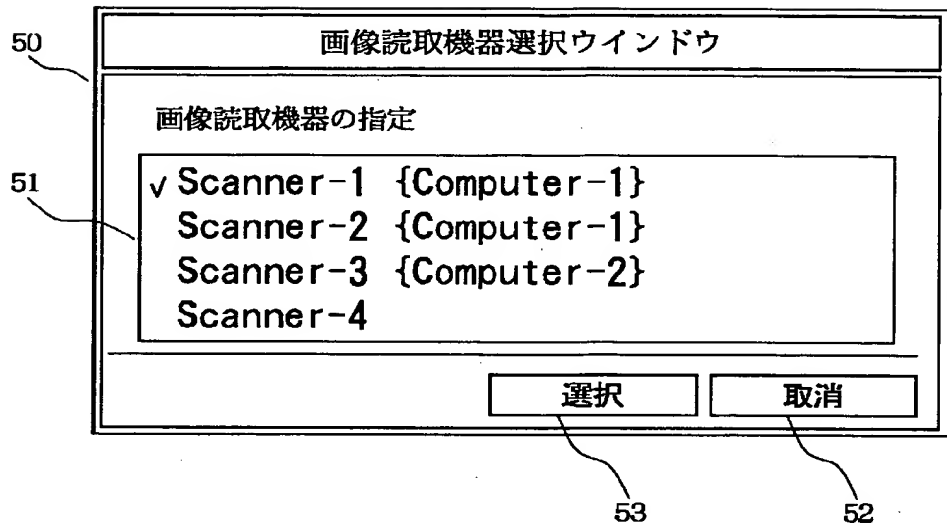 50
画像読取機器選択ウインドウ
画像読取機器の指定
51
√ Scanner-1 {Computer-1}
Scanner-2 {Computer-1}
Scanner-3 {Computer-2}
Scanner-4
選択 取消
53 52